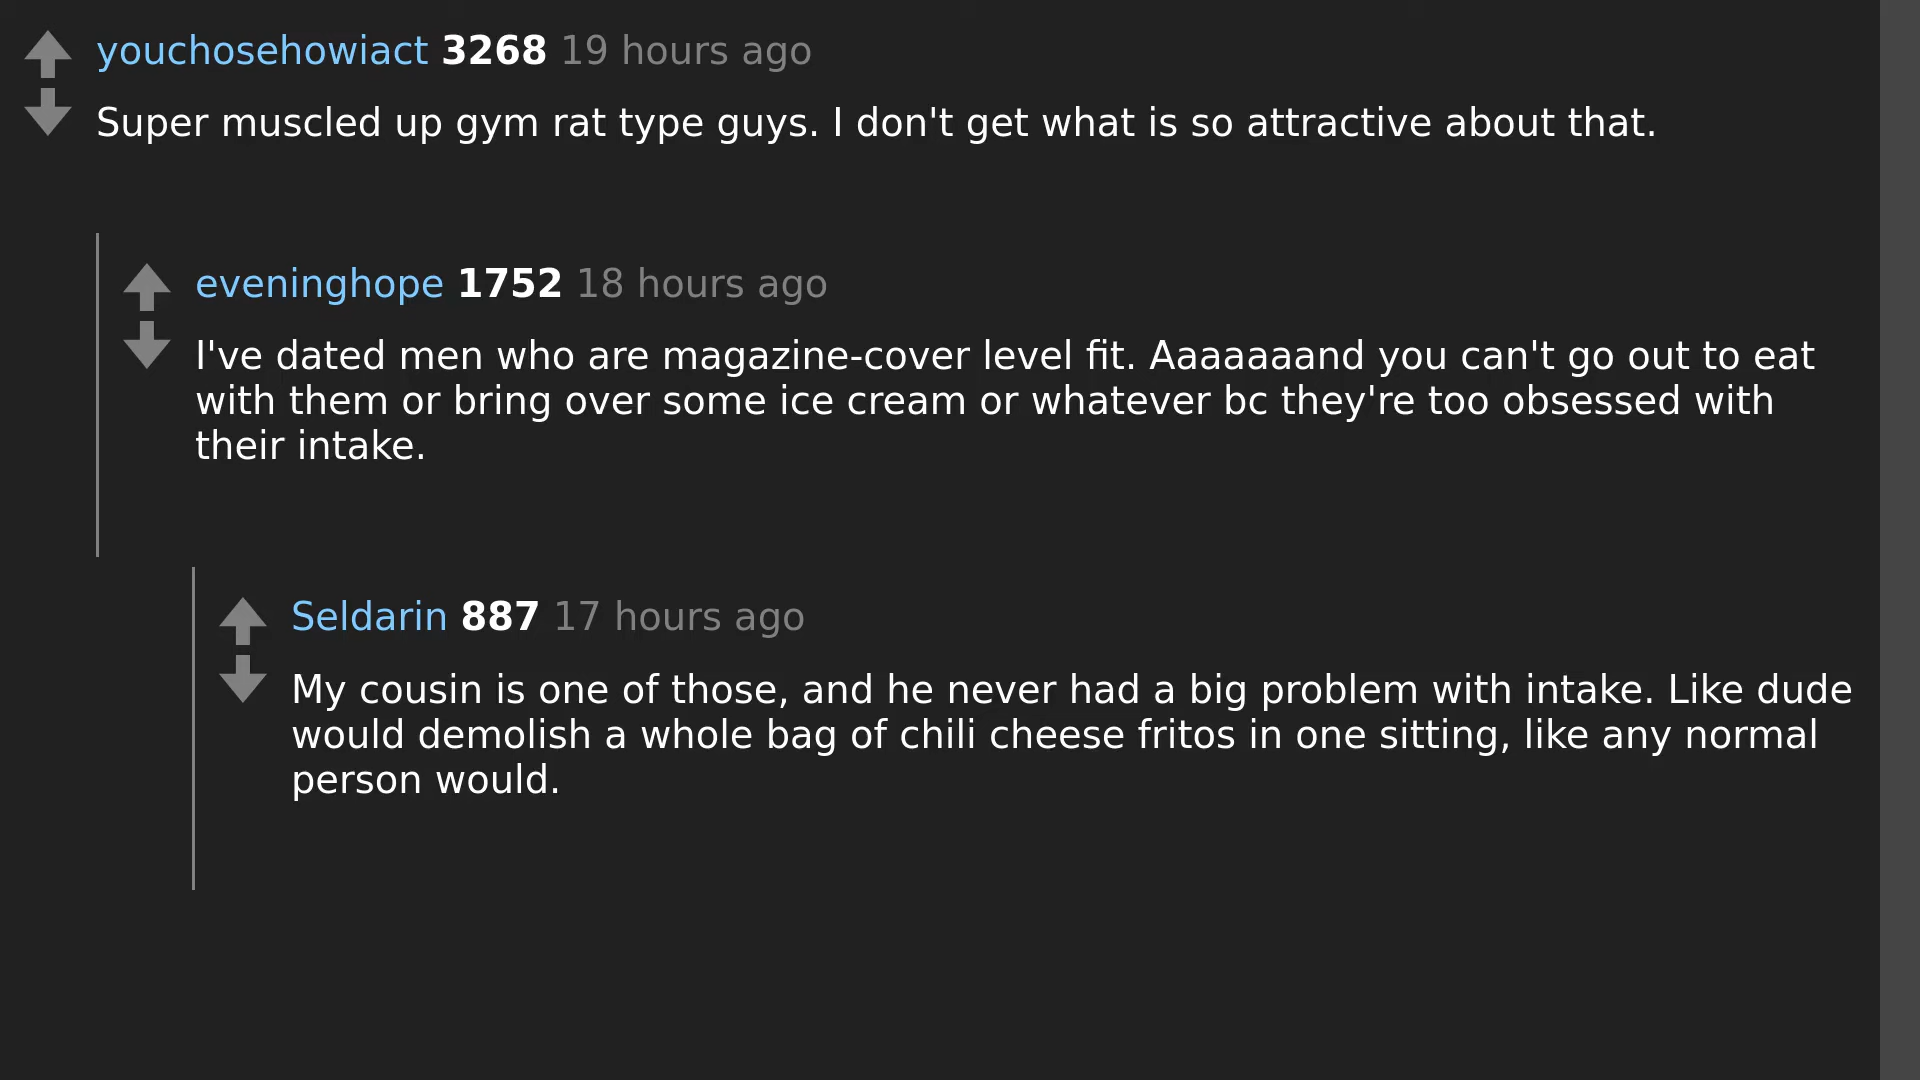 youchosehowiact 3268 19 hours ago
Super muscled up gym rat type guys. I don't get what is so attractive about that.
eveninghope 1752 18 hours ago
I've dated men who are magazine-cover level fit. Aaaaaaand you can't go out to eat
with them or bring over some ice cream or whatever bc they're too obsessed with
their intake.
Seldarin 887 17 hours ago
My cousin is one of those, and he never had a big problem with intake. Like dude
would demolish a whole bag of chili cheese fritos in one sitting, like any normal
person would.